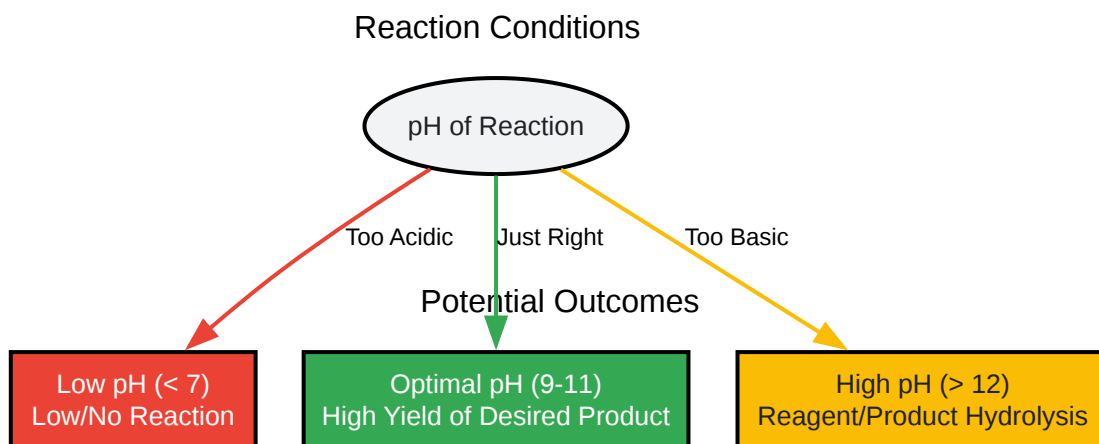 Reaction Conditions
pH of Reaction
Too Acidic
Just Right
Too Basic
Potential Outcomes
Low pH (< 7)
Low/No Reaction
Optimal pH (9-11)
High Yield of Desired Product
High pH (> 12)
Reagent/Product Hydrolysis